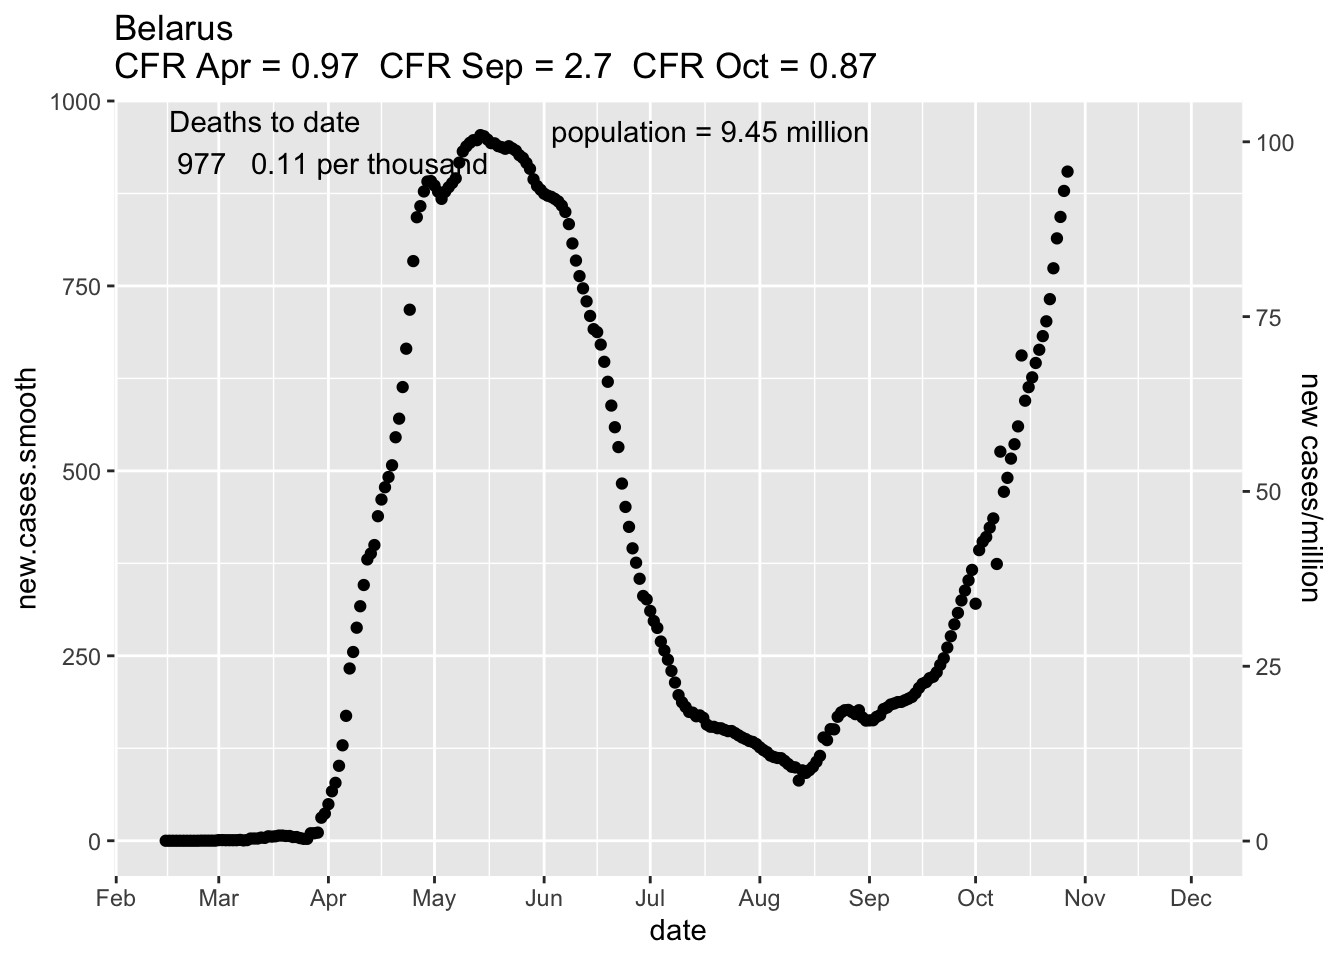 Belarus
CFR Apr = 0.97  CFR Sep = 2.7  CFR Oct = 0.87
Deaths to date
977   0.11 per thousand
population = 9.45 million
new.cases.smooth
1000
750
500
250
0
new cases/million
100
75
50
25
0
Feb Mar Apr May Jun Jul Aug Sep Oct Nov Dec
date